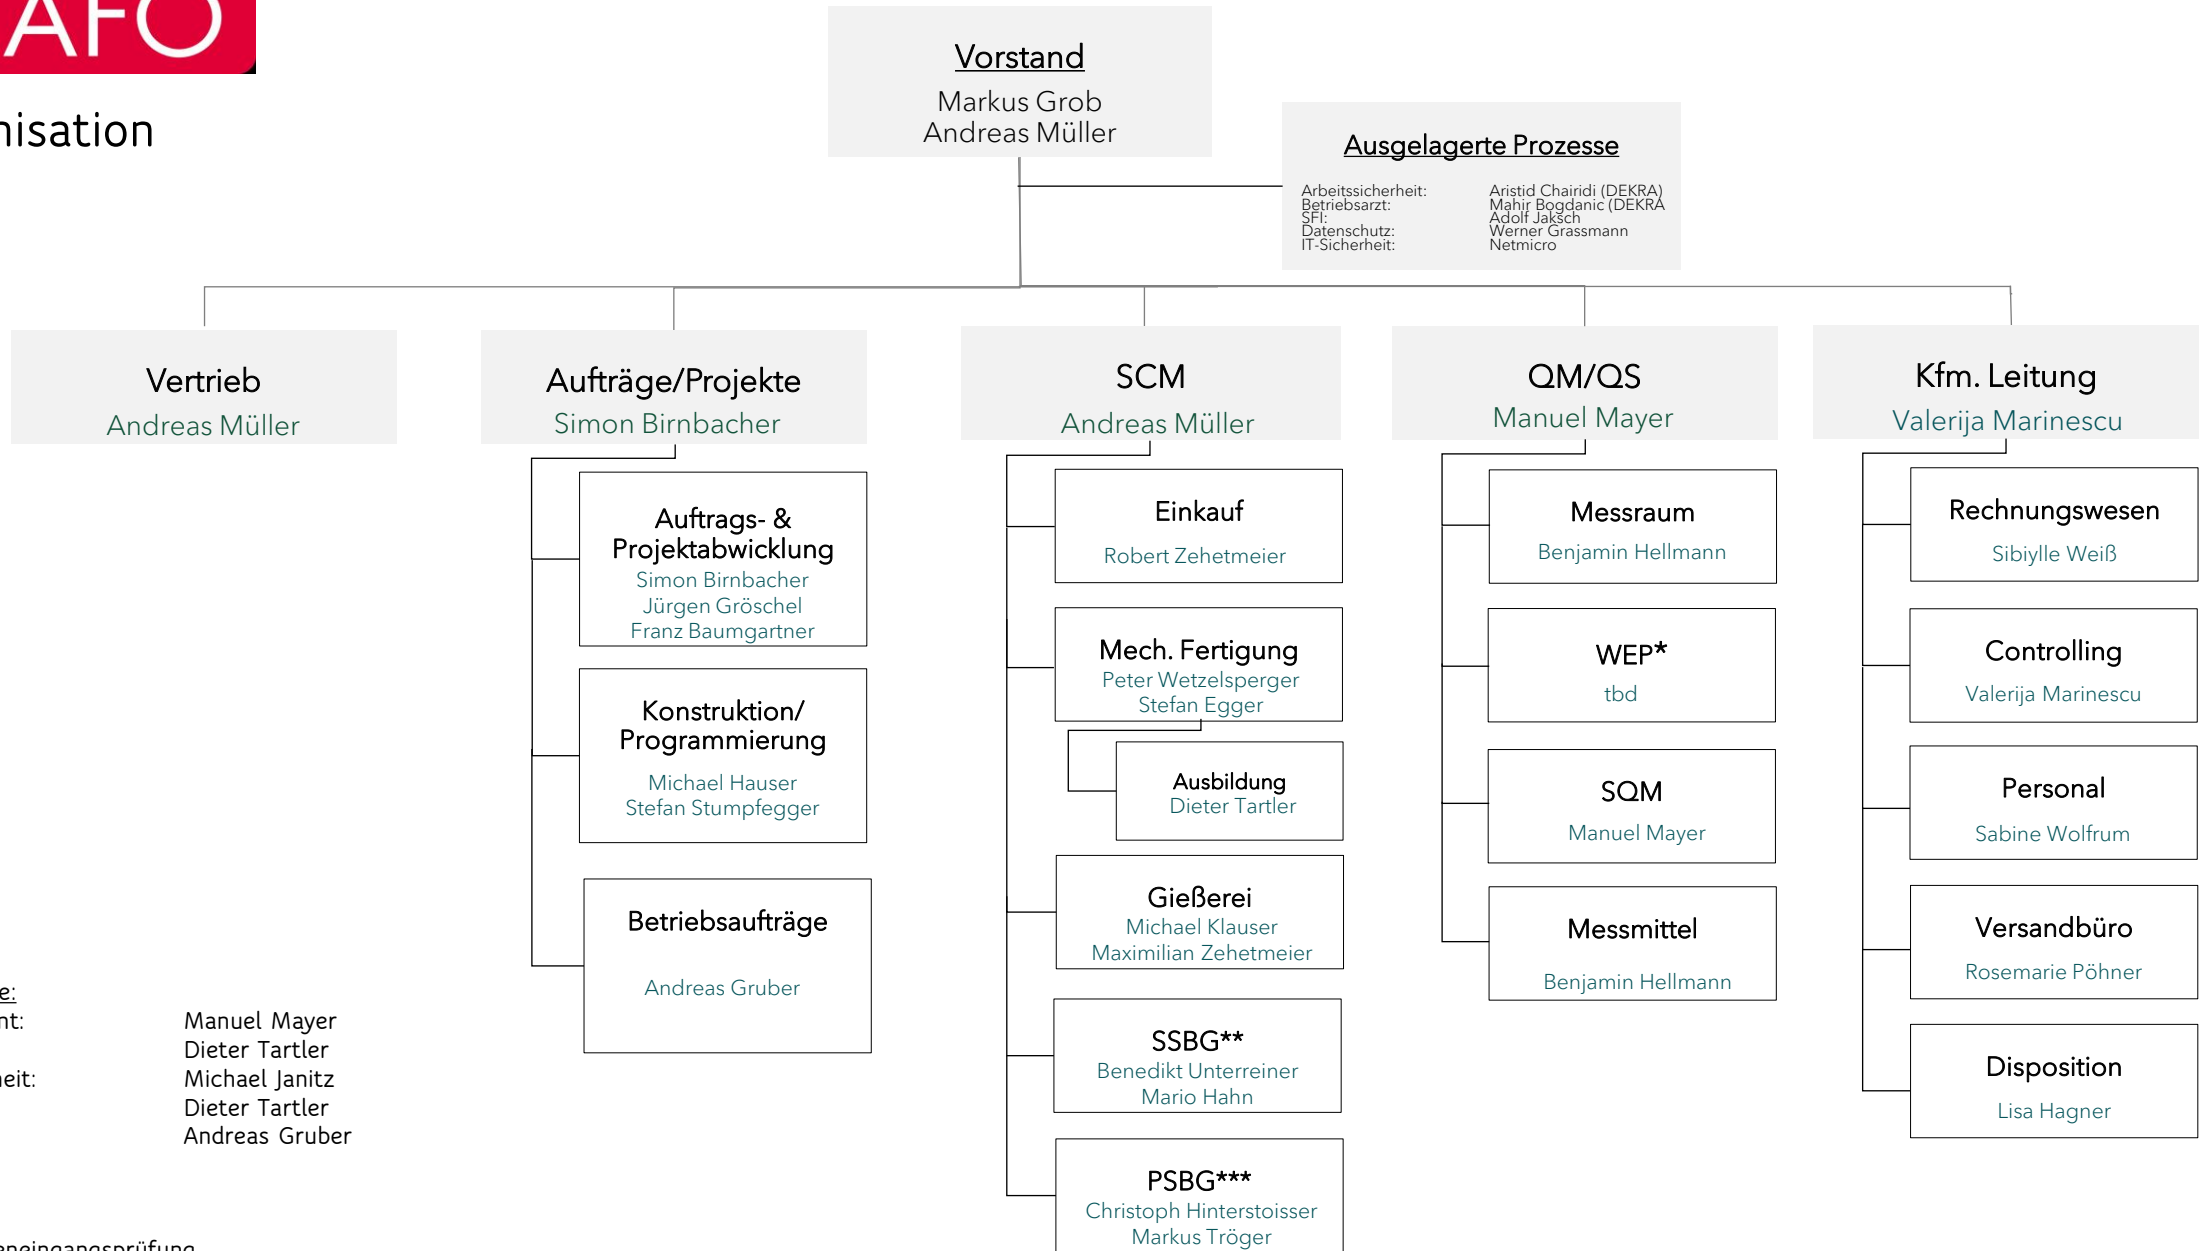 AFO
nisation
Vorstand
Markus Grob
Andreas Müller
Ausgelagerte Prozesse
Arbeitssicherheit: Aristid Chairidi (DEKRA)
Betriebsarzt: Mahir Bogdanic (DEKRA
SFI: Adolf Jaksch
Datenschutz: Werner Grassmann
IT-Sicherheit: Netmicro
Vertrieb
Andreas Müller
Aufträge/Projekte
Simon Birnbacher
Auftrags- &
Projektabwicklung
Simon Birnbacher
Jürgen Gröschel
Franz Baumgartner
Konstruktion/
Programmierung
Michael Hauser
Stefan Stumpfegger
Betriebsaufträge
Andreas Gruber
SCM
Andreas Müller
Einkauf
Robert Zehetmeier
Mech. Fertigung
Peter Wetzelsperger
Stefan Egger
Ausbildung
Dieter Tartler
Gießerei
Michael Klauser
Maximilian Zehetmeier
SSBG**
Benedikt Unterreiner
Mario Hahn
PSBG***
Christoph Hinterstoisser
Markus Tröger
QM/QS
Manuel Mayer
Messraum
Benjamin Hellmann
WEP*
tbd
SQM
Manuel Mayer
Messmittel
Benjamin Hellmann
Kfm. Leitung
Valerija Marinescu
Rechnungswesen
Sibiylle Weiß
Controlling
Valerija Marinescu
Personal
Sabine Wolfrum
Versandbüro
Rosemarie Pöhner
Disposition
Lisa Hagner
e:
nt: Manuel Mayer
Dieter Tartler
eit: Michael Janitz
Dieter Tartler
Andreas Gruber
eneingangsprüfung